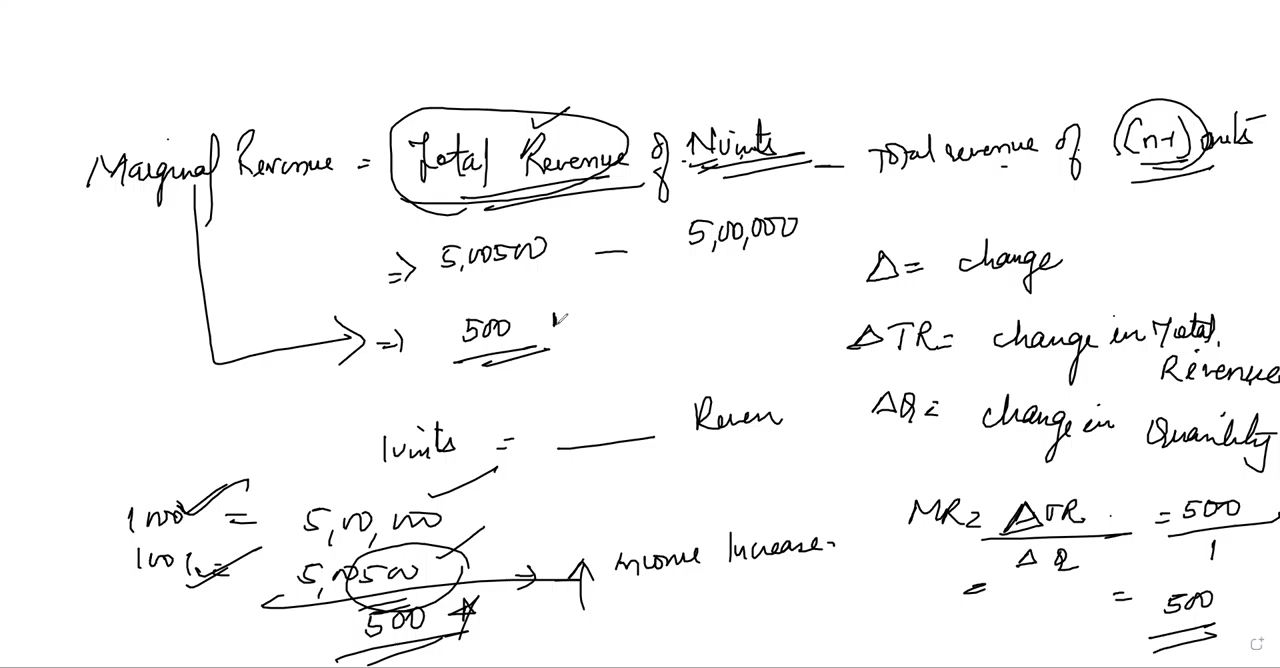 Marginal Revenue = Total Revenue of N units — Total revenue of (n-1) units
=> 5,00500 — 5,00,000
Δ = change
=> 500
ΔTR = change in Total Revenue
1 units = ____ Reven
ΔQ = change in Quantity
1000 = 5,00,000
1001 = 5,00500 → ↑ Income Increase
500
MR = ΔTR / ΔQ = 500 / 1
= = 500